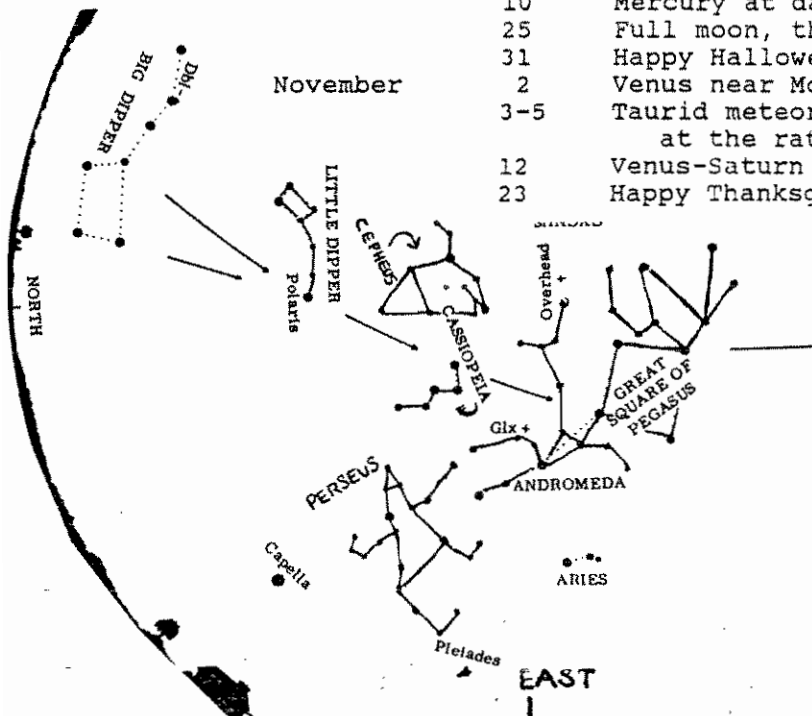 10 Mercury at da
25 Full moon, th
31 Happy Hallowe
2 Venus near Mo
3-5 Taurid meteor
at the rat
12 Venus-Saturn
23 Happy Thanksg
November
Dbl-
BIG DIPPER
LITTLE DIPPER
Polaris
NORTH
CEPHEUS
CASSIOPEIA
Overhead +
GREAT
SQUARE OF
PEGASUS
Glx +
ANDROMEDA
PERSEUS
Capella
ARIES
Pleiades
EAST